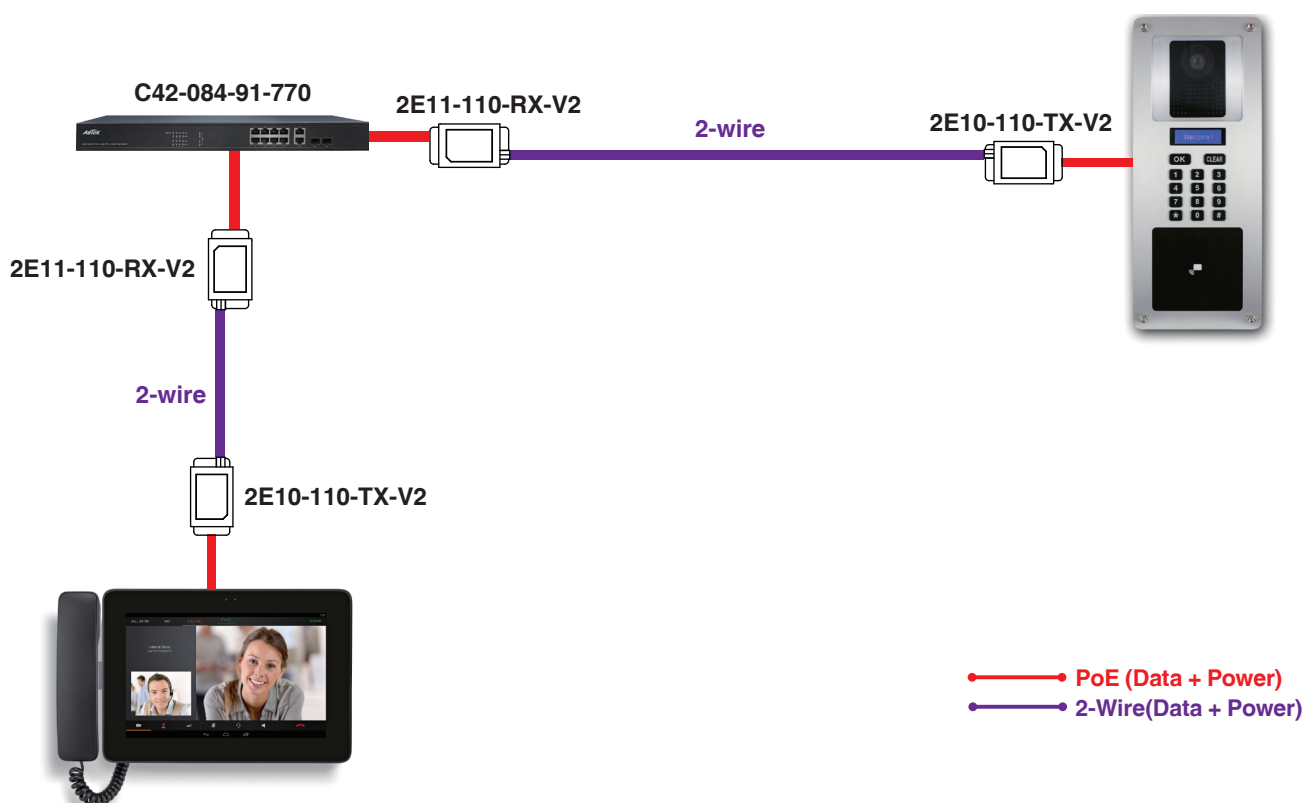 C42-084-91-770
2E11-110-RX-V2
2-wire
2E10-110-TX-V2
AETEK
Welcome!
OK CLEAR
1 2 3
4 5 6
7 8 9
* 0 #
2E11-110-RX-V2
2-wire
2E10-110-TX-V2
PoE (Data + Power)
2-Wire(Data + Power)